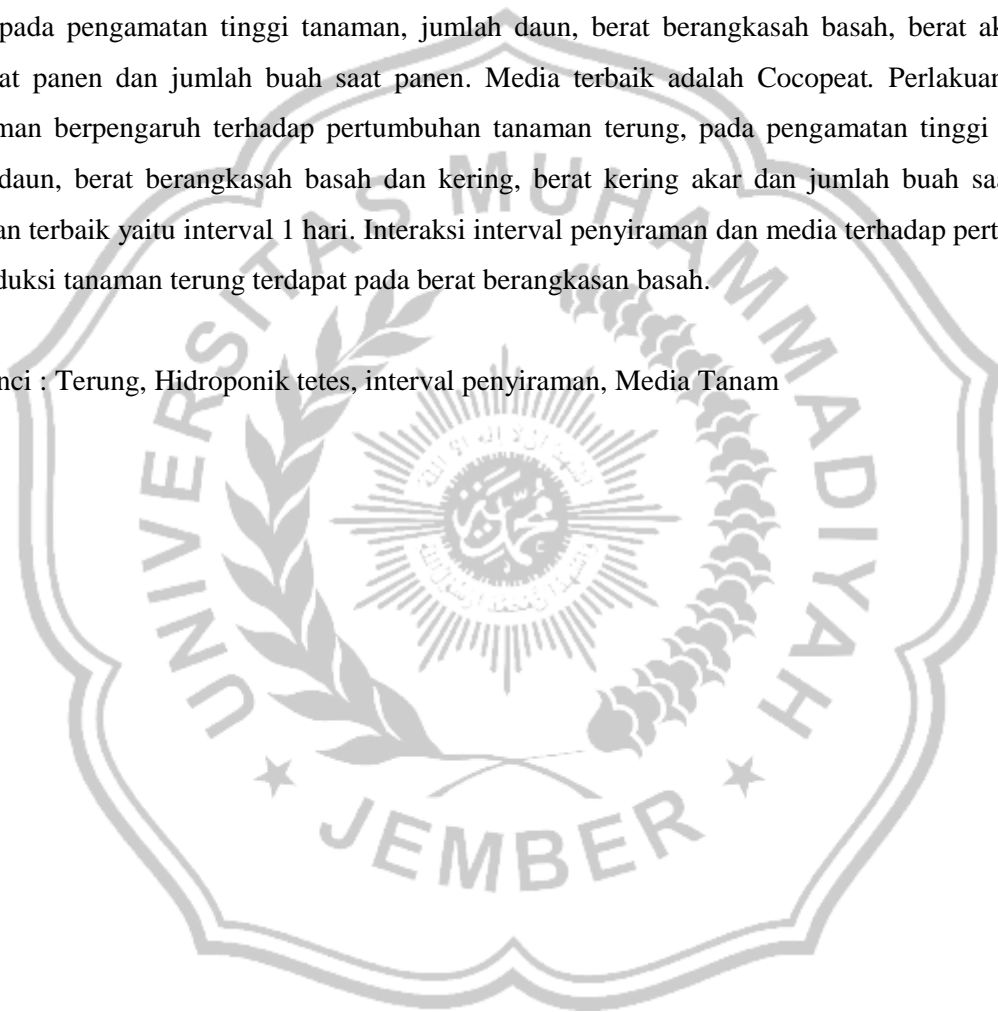 pada pengamatan tinggi tanaman, jumlah daun, berat berangkasah basah, berat ak
at panen dan jumlah buah saat panen. Media terbaik adalah Cocopeat. Perlakuan
man berpengaruh terhadap pertumbuhan tanaman terung, pada pengamatan tinggi
daun, berat berangkasah basah dan kering, berat kering akar dan jumlah buah sa
an terbaik yaitu interval 1 hari. Interaksi interval penyiraman dan media terhadap pert
duksi tanaman terung terdapat pada berat berangkasan basah.
nci : Terung, Hidroponik tetes, interval penyiraman, Media Tanam
UNIVERSITAS MUHAMMADIYAH
JEMBER